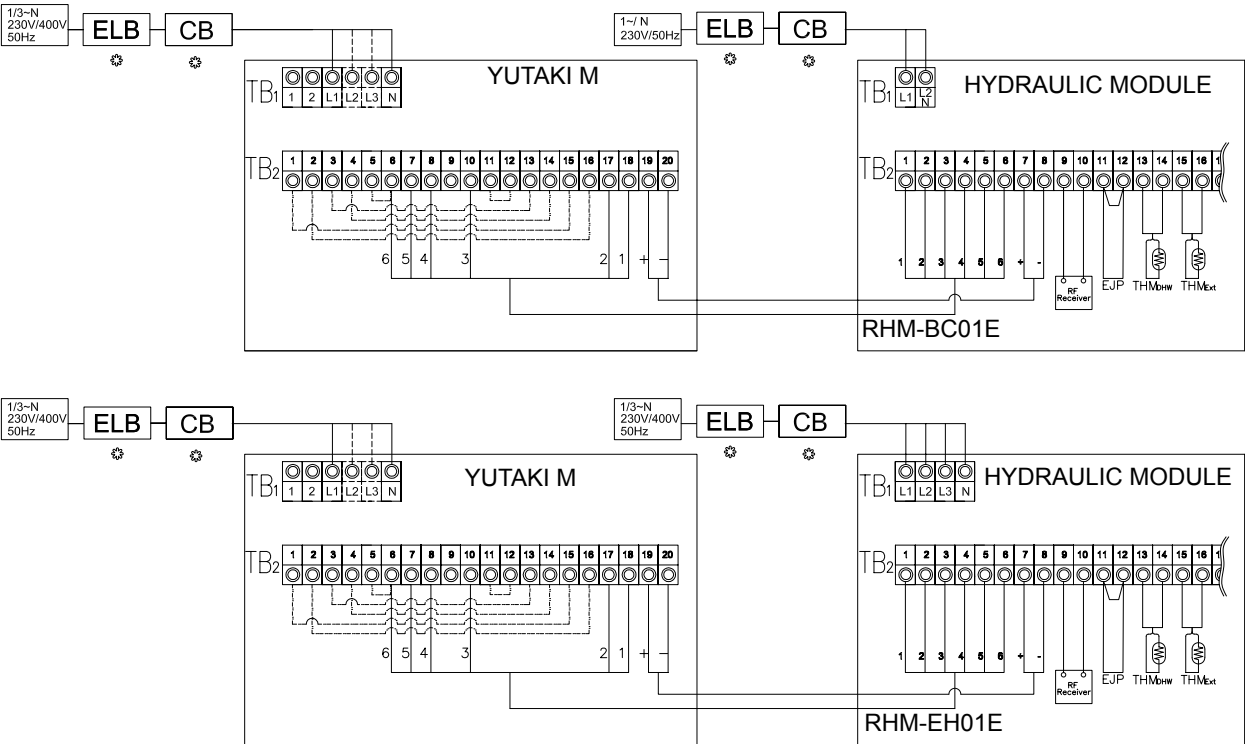 1/3~N
230V/400V
50Hz
ELB
CB
1~/ N
230V/50Hz
ELB
CB
YUTAKI M
HYDRAULIC MODULE
TB1
1 2 L1 L2 L3 N
TB1
L1 L2
N
TB2
1 2 3 4 5 6 7 8 9 10 11 12 13 14 15 16 17 18 19 20
TB2
1 2 3 4 5 6 7 8 9 10 11 12 13 14 15 16
6 5 4 3 2 1 + −
1 2 3 4 5 6 + -
RF
Receiver
EJP
THMDHW
THMExt
RHM-BC01E
1/3~N
230V/400V
50Hz
ELB
CB
1/3~N
230V/400V
50Hz
ELB
CB
YUTAKI M
HYDRAULIC MODULE
TB1
1 2 L1 L2 L3 N
TB1
L1 L2 L3 N
TB2
1 2 3 4 5 6 7 8 9 10 11 12 13 14 15 16 17 18 19 20
TB2
1 2 3 4 5 6 7 8 9 10 11 12 13 14 15 16
6 5 4 3 2 1 + −
1 2 3 4 5 6 + -
RF
Receiver
EJP
THMDHW
THMExt
RHM-EH01E